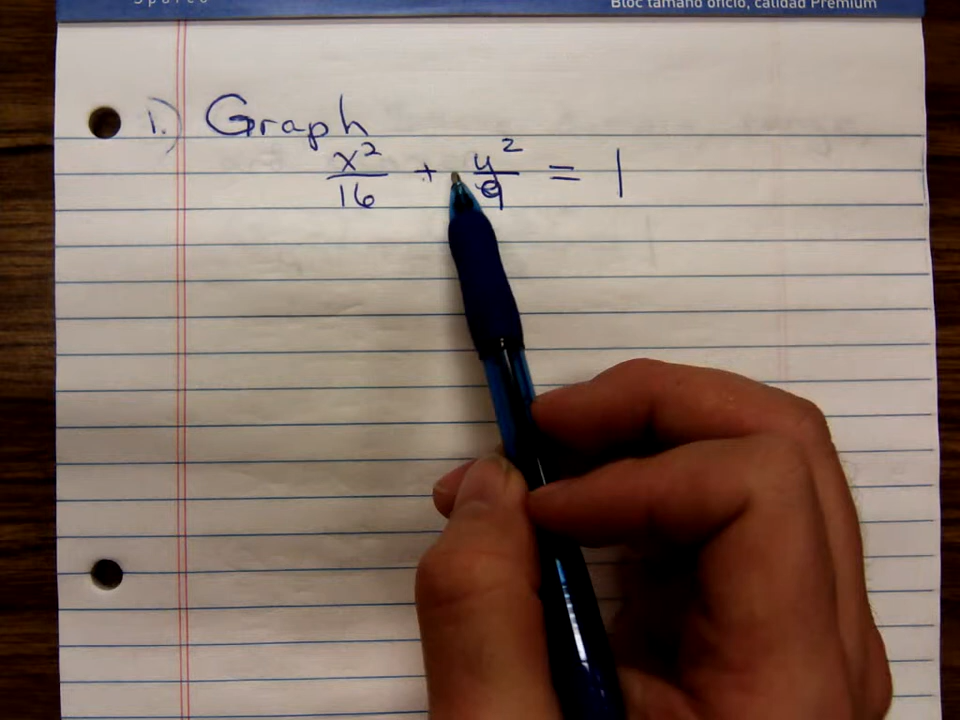 Bloc tamaño oficio, calidad Premium
1.) Graph
x²/16 + y²/9 = 1